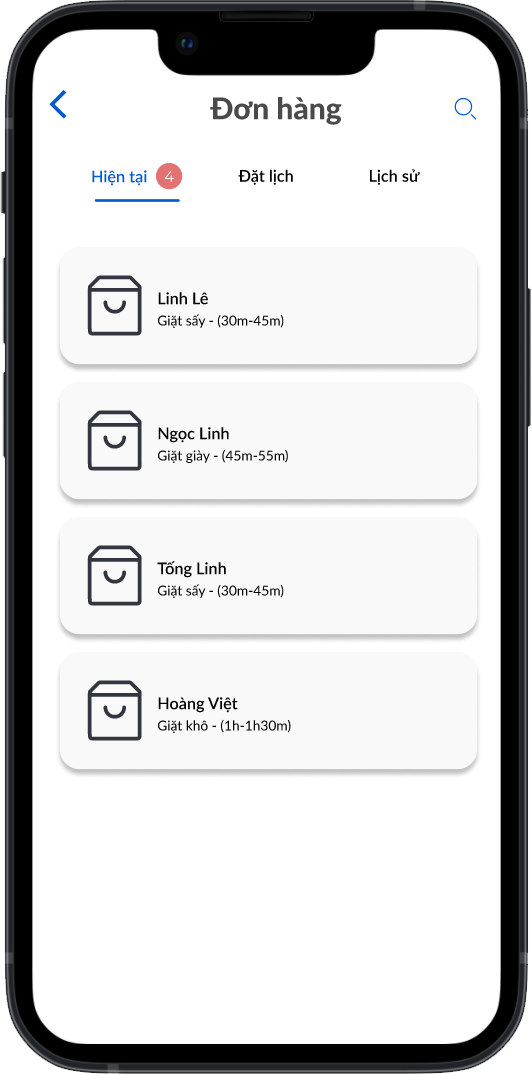 Đơn hàng
Hiện tại 4 Đặt lịch Lịch sử
Linh Lê
Giặt sấy - (30m-45m)
Ngọc Linh
Giặt giày - (45m-55m)
Tống Linh
Giặt sấy - (30m-45m)
Hoàng Việt
Giặt khô - (1h-1h30m)